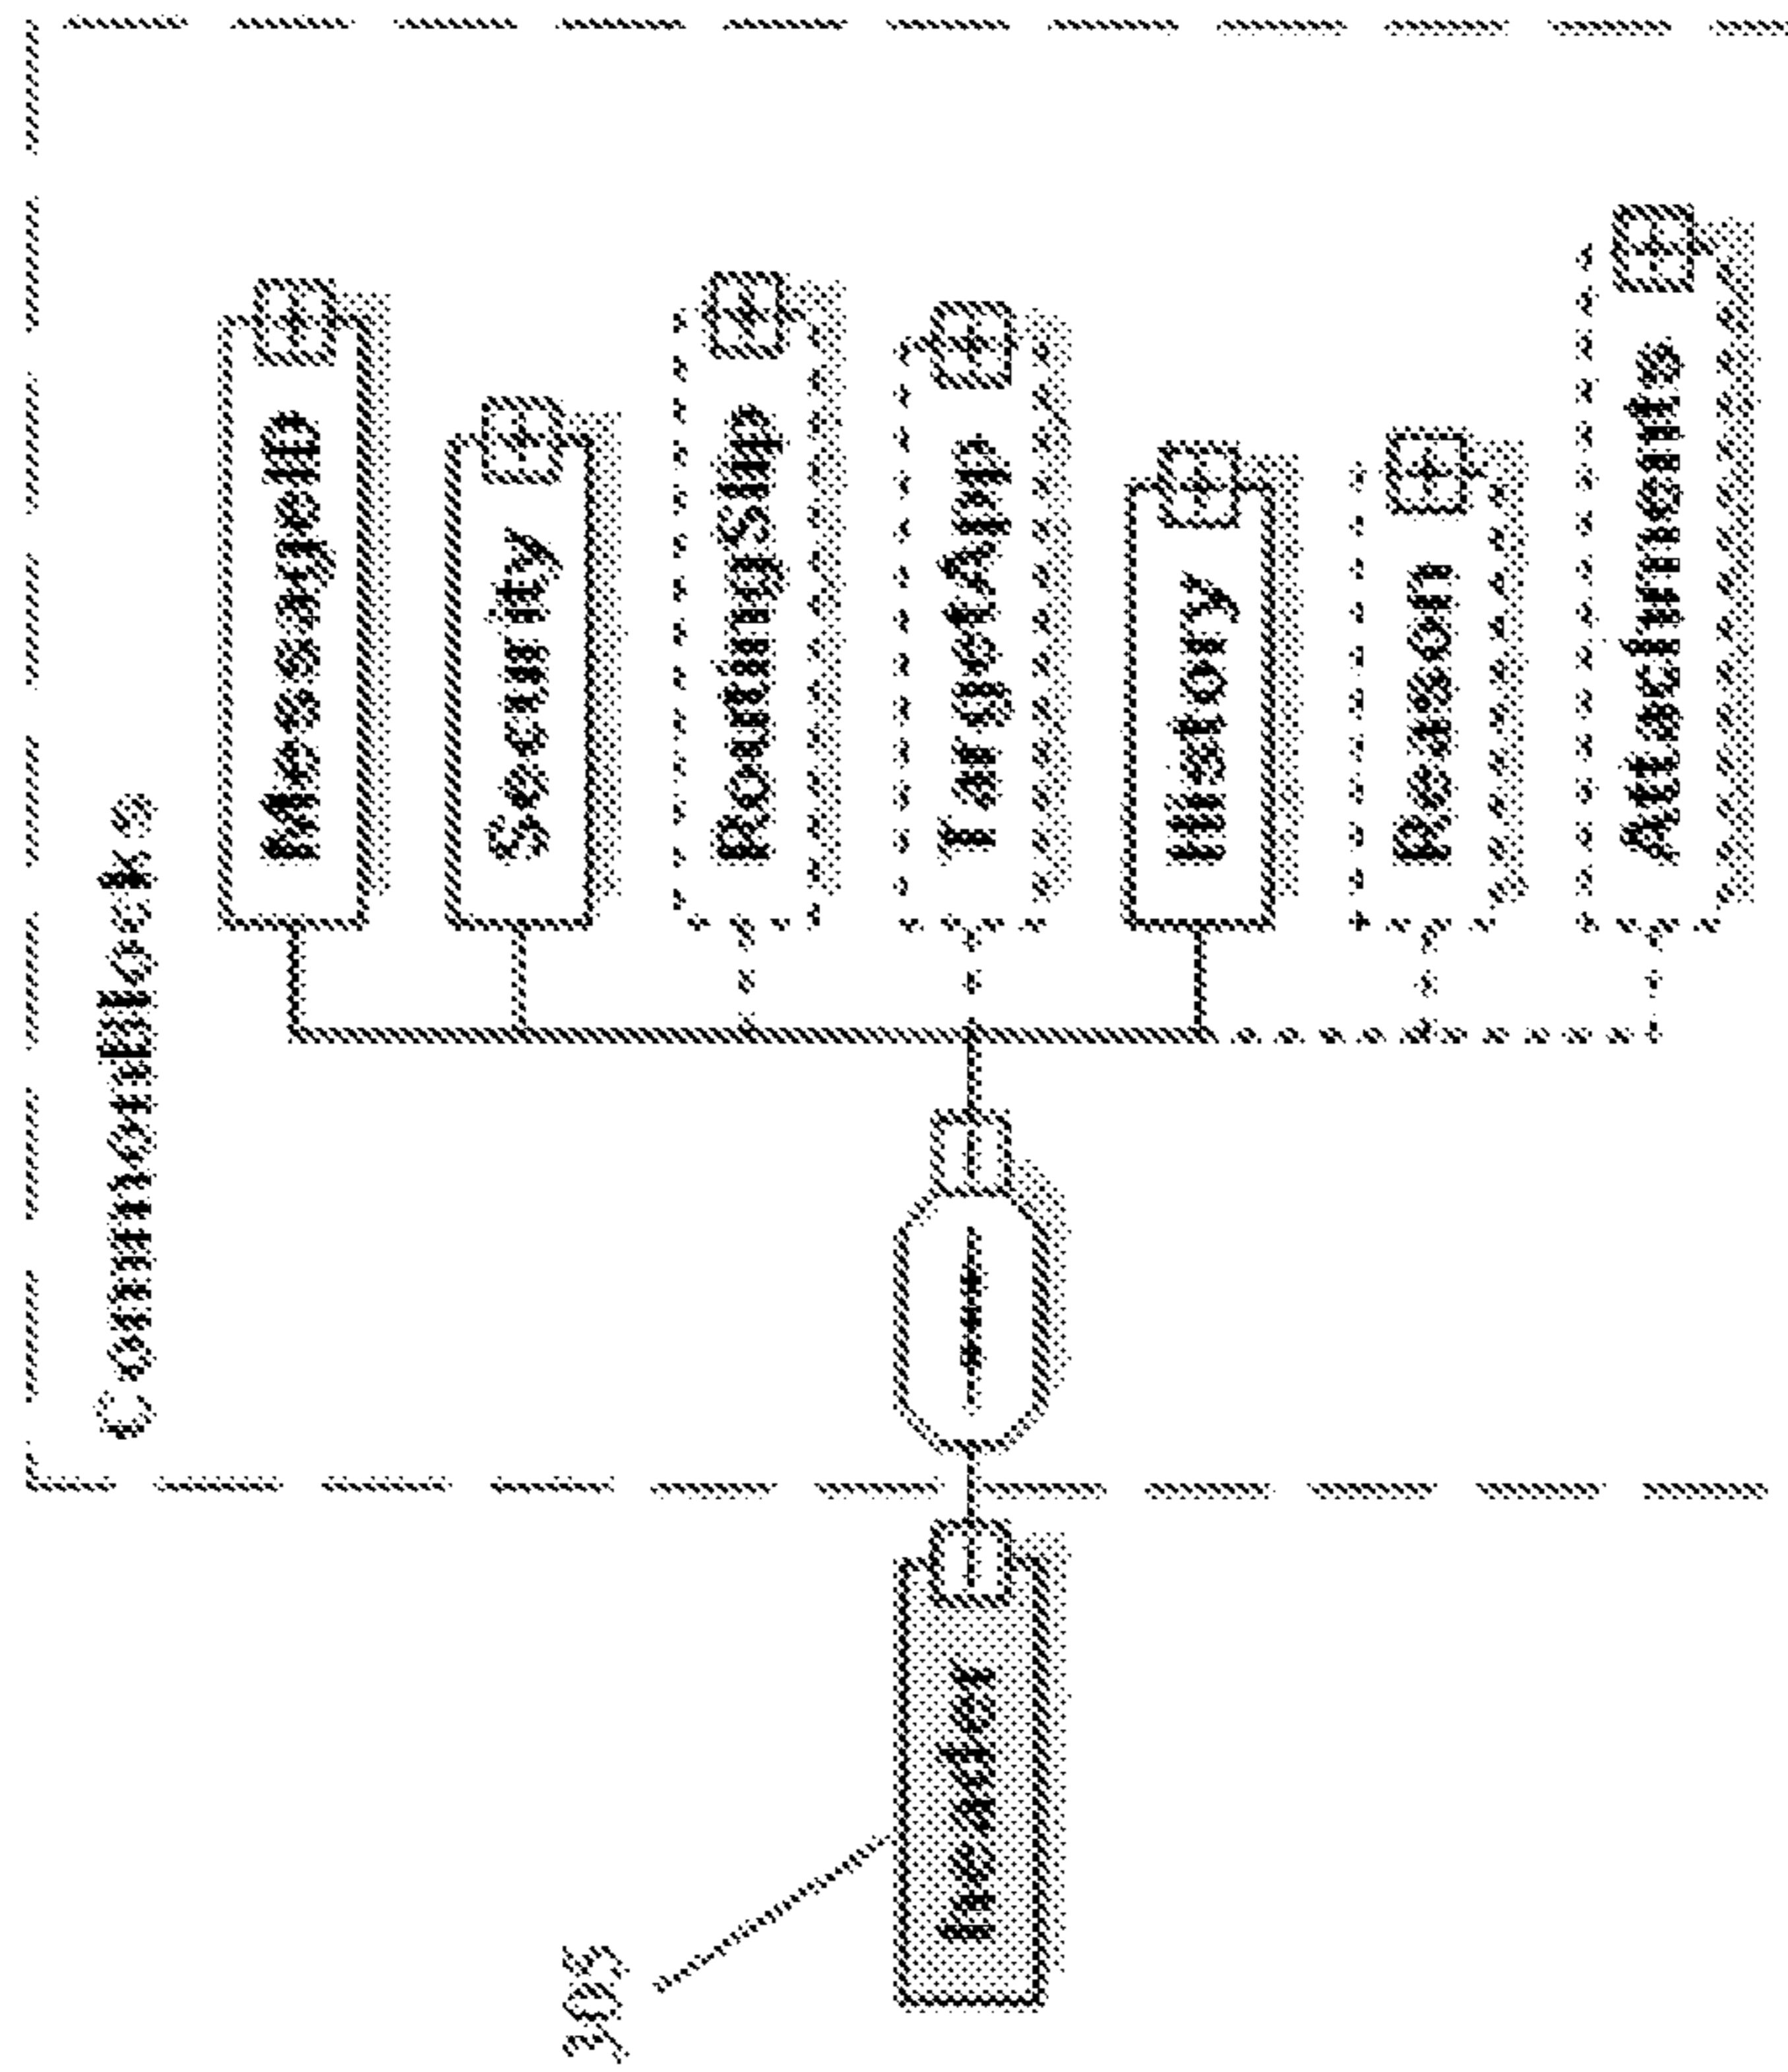 CommonBlocks
MessageID
Security
RoutingSlip
TargetApp
History
Reason
Attachments
header
305